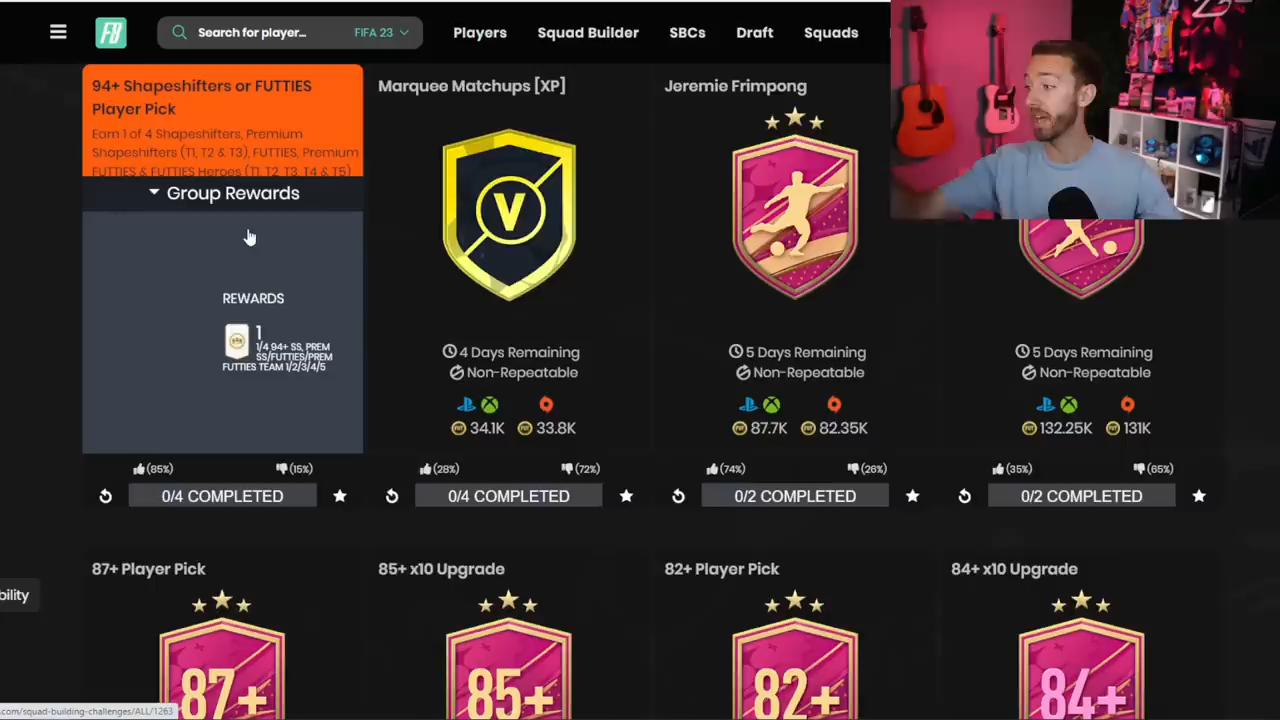 FB
Search for player...
FIFA 23
Players
Squad Builder
SBCs
Draft
Squads
94+ Shapeshifters or FUTTIES
Player Pick
Earn 1 of 4 Shapeshifters, Premium
Shapeshifters (T1, T2 & T3), FUTTIES, Premium
FUTTIES & FUTTIES Heroes (T1, T2, T3, T4 & T5)
Group Rewards
REWARDS
1
1/4 94+ SS, PREM
SS/FUTTIES/PREM
FUTTIES TEAM 1/2/3/4/5
(85%)
(15%)
0/4 COMPLETED
Marquee Matchups [XP]
V
4 Days Remaining
Non-Repeatable
34.1K
33.8K
(28%)
(72%)
0/4 COMPLETED
Jeremie Frimpong
5 Days Remaining
Non-Repeatable
87.7K
82.35K
(74%)
(26%)
0/2 COMPLETED
5 Days Remaining
Non-Repeatable
132.25K
131K
(35%)
(65%)
0/2 COMPLETED
87+ Player Pick
87+
85+ x10 Upgrade
85+
82+ Player Pick
82+
84+ x10 Upgrade
84+
bility
.com/squad-building-challenges/ALL/1263